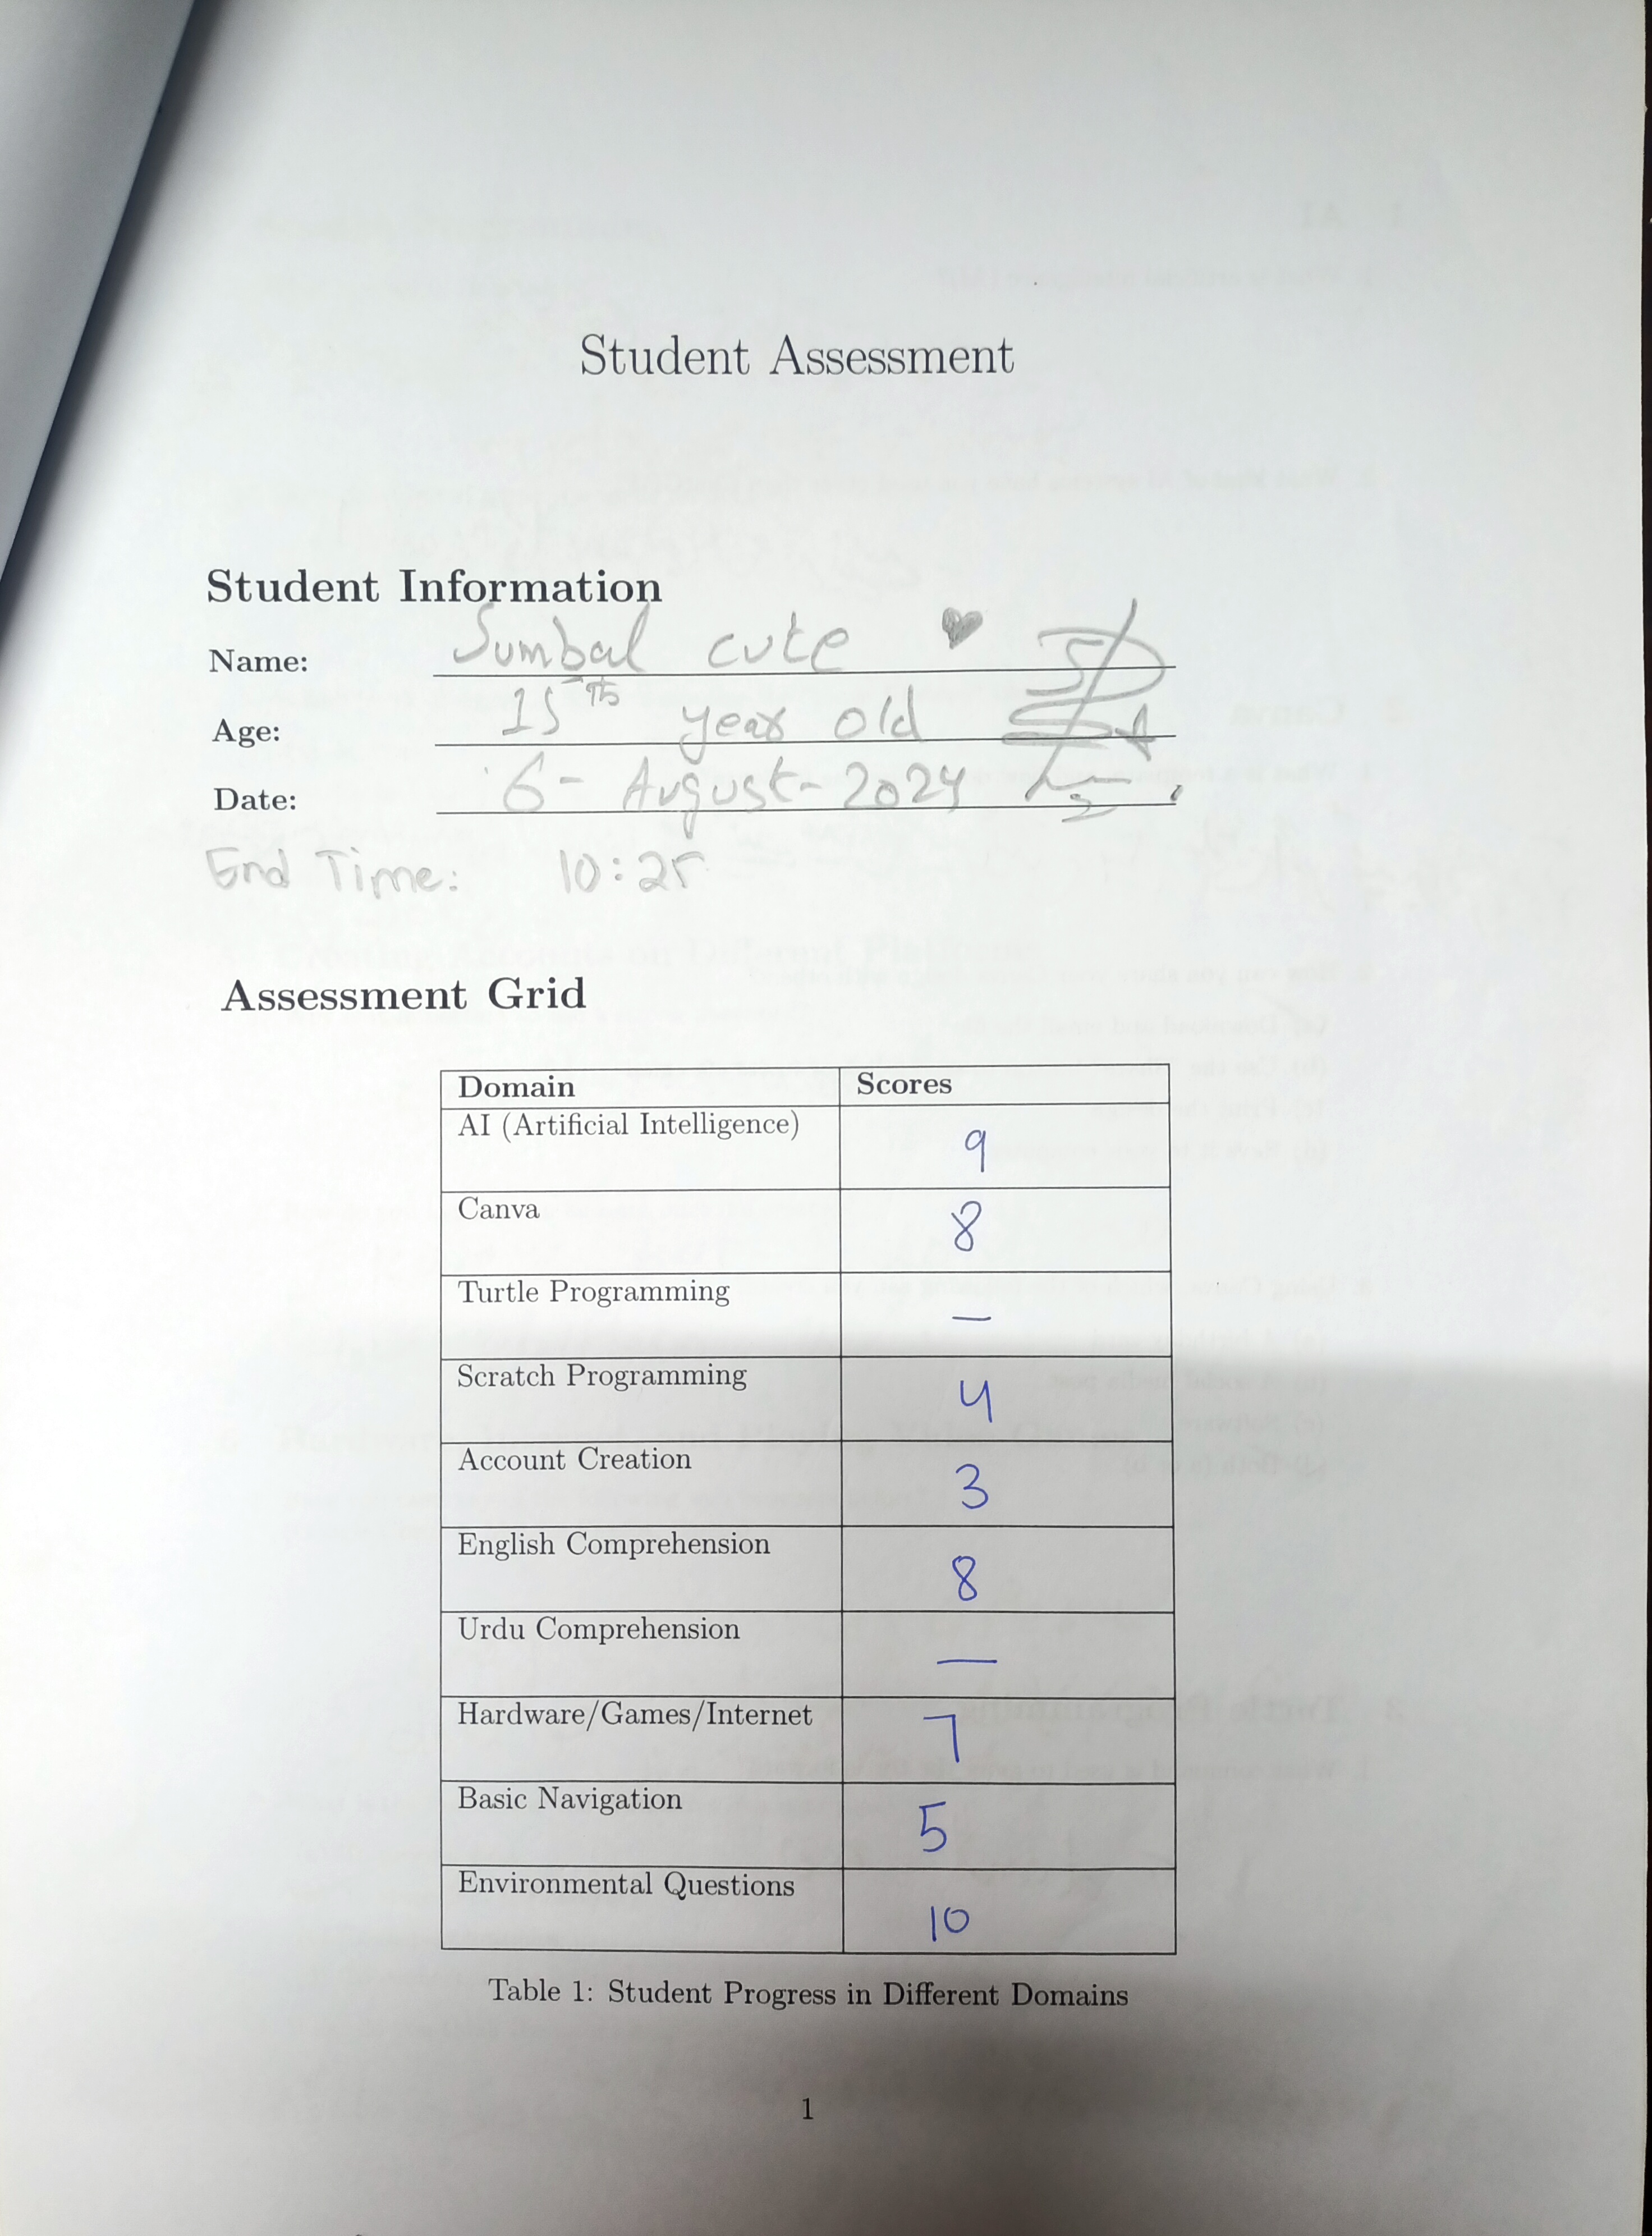 Student Assessment
Student Information
Name: Sumbal cute
Age: 15th year old
Date: 6- August- 2024
End Time: 10:25
Assessment Grid
Domain Scores
AI (Artificial Intelligence) 9
Canva 8
Turtle Programming —
Scratch Programming 4
Account Creation 3
English Comprehension 8
Urdu Comprehension —
Hardware/Games/Internet 7
Basic Navigation 5
Environmental Questions 10
Table 1: Student Progress in Different Domains
1